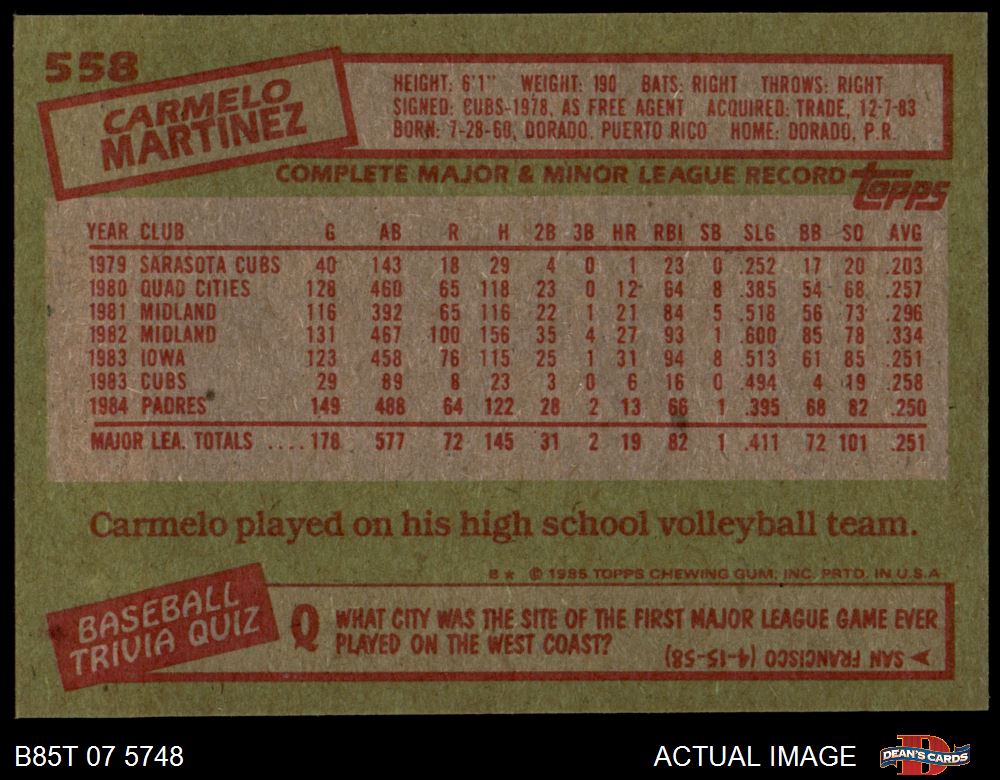 558
CARMELO
MARTINEZ
HEIGHT: 6'1" WEIGHT: 190 BATS: RIGHT THROWS: RIGHT
SIGNED: CUBS-1978, AS FREE AGENT ACQUIRED: TRADE, 12-7-83
BORN: 7-28-60, DORADO, PUERTO RICO HOME: DORADO, P.R.
COMPLETE MAJOR & MINOR LEAGUE RECORD topps
YEAR CLUB G AB R H 2B 3B HR RBI SB SLG BB SO AVG
1979 SARASOTA CUBS 40 143 18 29 4 0 1 23 0 .252 17 20 .203
1980 QUAD CITIES 128 460 65 118 23 0 12 64 8 .385 54 68 .257
1981 MIDLAND 116 392 65 116 22 1 21 84 5 .518 56 73 .296
1982 MIDLAND 131 467 100 156 35 4 27 93 1 .600 85 78 .334
1983 IOWA 123 458 76 115 25 1 31 94 8 .513 61 85 .251
1983 CUBS 29 89 8 23 3 0 6 16 0 .494 4 19 .258
1984 PADRES 149 488 64 122 28 2 13 66 1 .395 68 82 .250
MAJOR LEA. TOTALS .... 178 577 72 145 31 2 19 82 1 .411 72 101 .251
Carmelo played on his high school volleyball team.
B★ © 1985 TOPPS CHEWING GUM, INC. PRTD. IN U.S.A.
BASEBALL
TRIVIA QUIZ
Q WHAT CITY WAS THE SITE OF THE FIRST MAJOR LEAGUE GAME EVER
PLAYED ON THE WEST COAST?
SAN FRANCISCO (4-15-58)
B85T 07 5748
ACTUAL IMAGE
DEAN'S CARDS